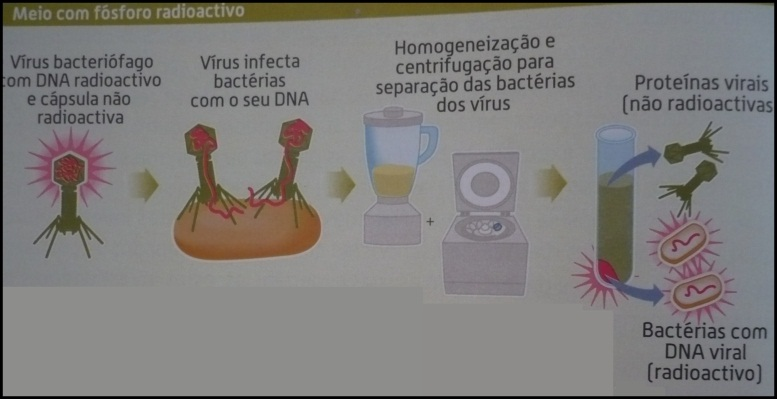 Meio com fósforo radioactivo
Vírus bacteriófago
com DNA radioactivo
e cápsula não
radioactiva
Vírus infecta
bactérias
com o seu DNA
Homogeneização e
centrifugação para
separação das bactérias
dos vírus
+
Proteínas virais
(não radioactivas
Bactérias com
DNA viral
(radioactivo)